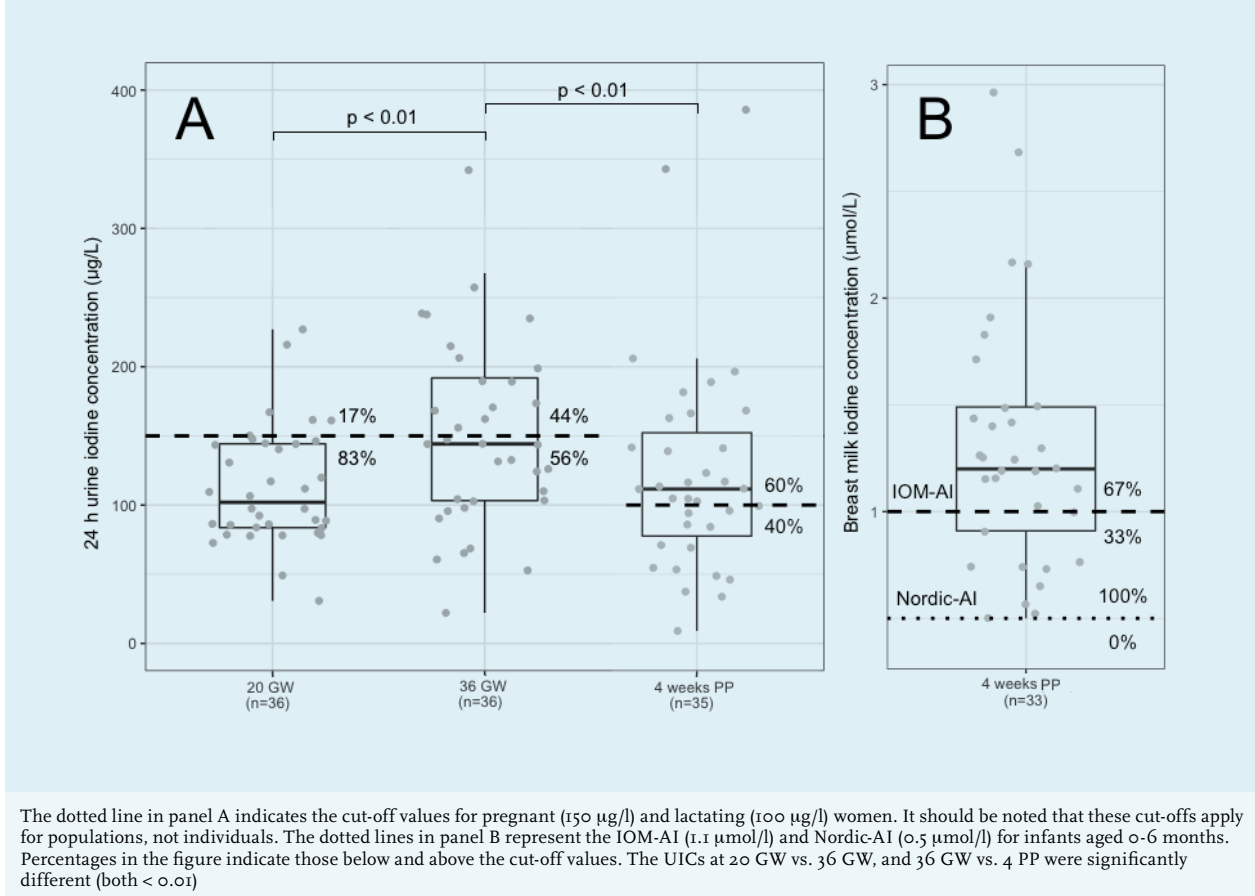 A
B
p < 0.01
p < 0.01
24 h urine iodine concentration (µg/L)
400
300
200
100
0
17%
83%
44%
56%
60%
40%
20 GW
(n=36)
36 GW
(n=36)
4 weeks PP
(n=35)
Breast milk iodine concentration (µmol/L)
3
2
1
IOM-AI
67%
33%
Nordic-AI
100%
0%
4 weeks PP
(n=33)
The dotted line in panel A indicates the cut-off values for pregnant (150 µg/l) and lactating (100 µg/l) women. It should be noted that these cut-offs apply
for populations, not individuals. The dotted lines in panel B represent the IOM-AI (1.1 µmol/l) and Nordic-AI (0.5 µmol/l) for infants aged 0-6 months.
Percentages in the figure indicate those below and above the cut-off values. The UICs at 20 GW vs. 36 GW, and 36 GW vs. 4 PP were significantly
different (both < 0.01)